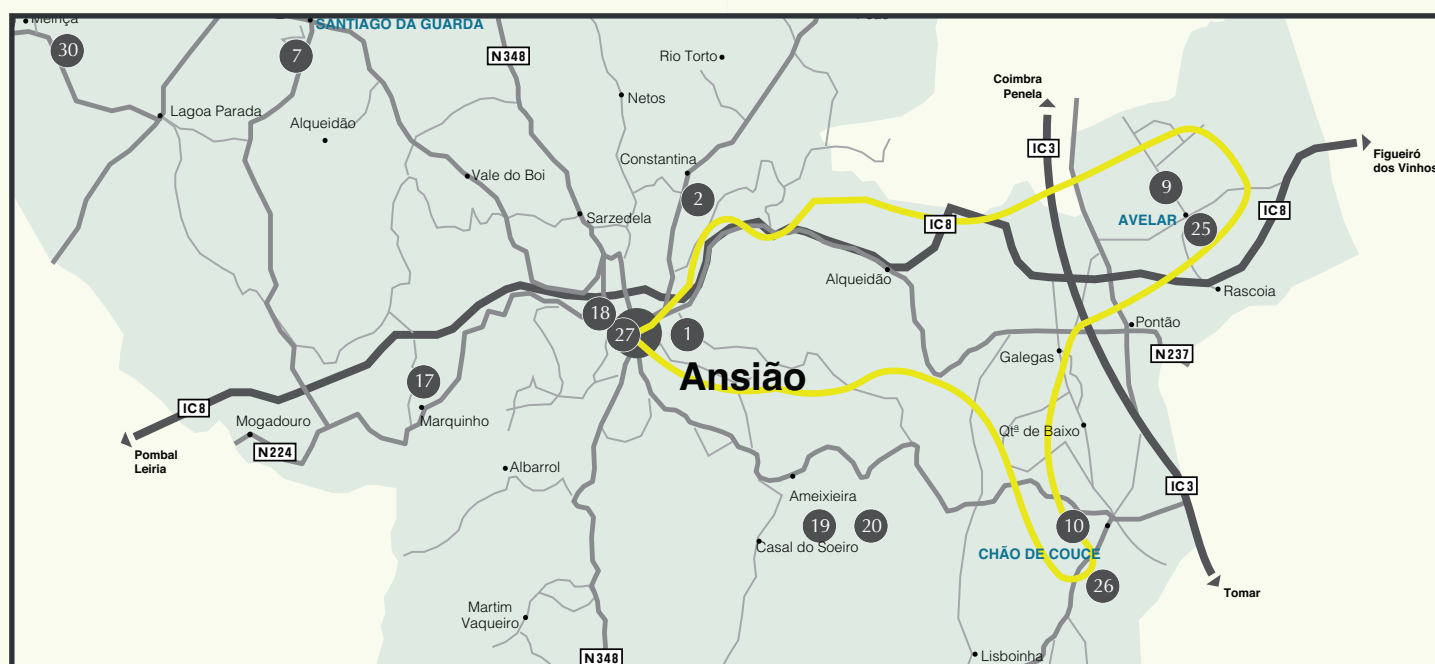 Melriça
SANTIAGO DA GUARDA
30
7
N348
Rio Torto
Coimbra
Penela
Netos
Lagoa Parada
Alqueidão
IC3
Figueiró
dos Vinhos
Constantina
Vale do Boi
2
9
IC8
Sarzedela
AVELAR
IC8
25
Alqueidão
Rascoia
18
27
1
Pontão
Galegas
N237
Ansião
17
IC8
Mogadouro
Marquinho
Qtª de Baixo
N224
Pombal
Leiria
Albarrol
IC3
Ameixieira
19
20
10
Casal do Soeiro
CHÃO DE COUCE
26
Tomar
Martim
Vaqueiro
N348
Lisboinha